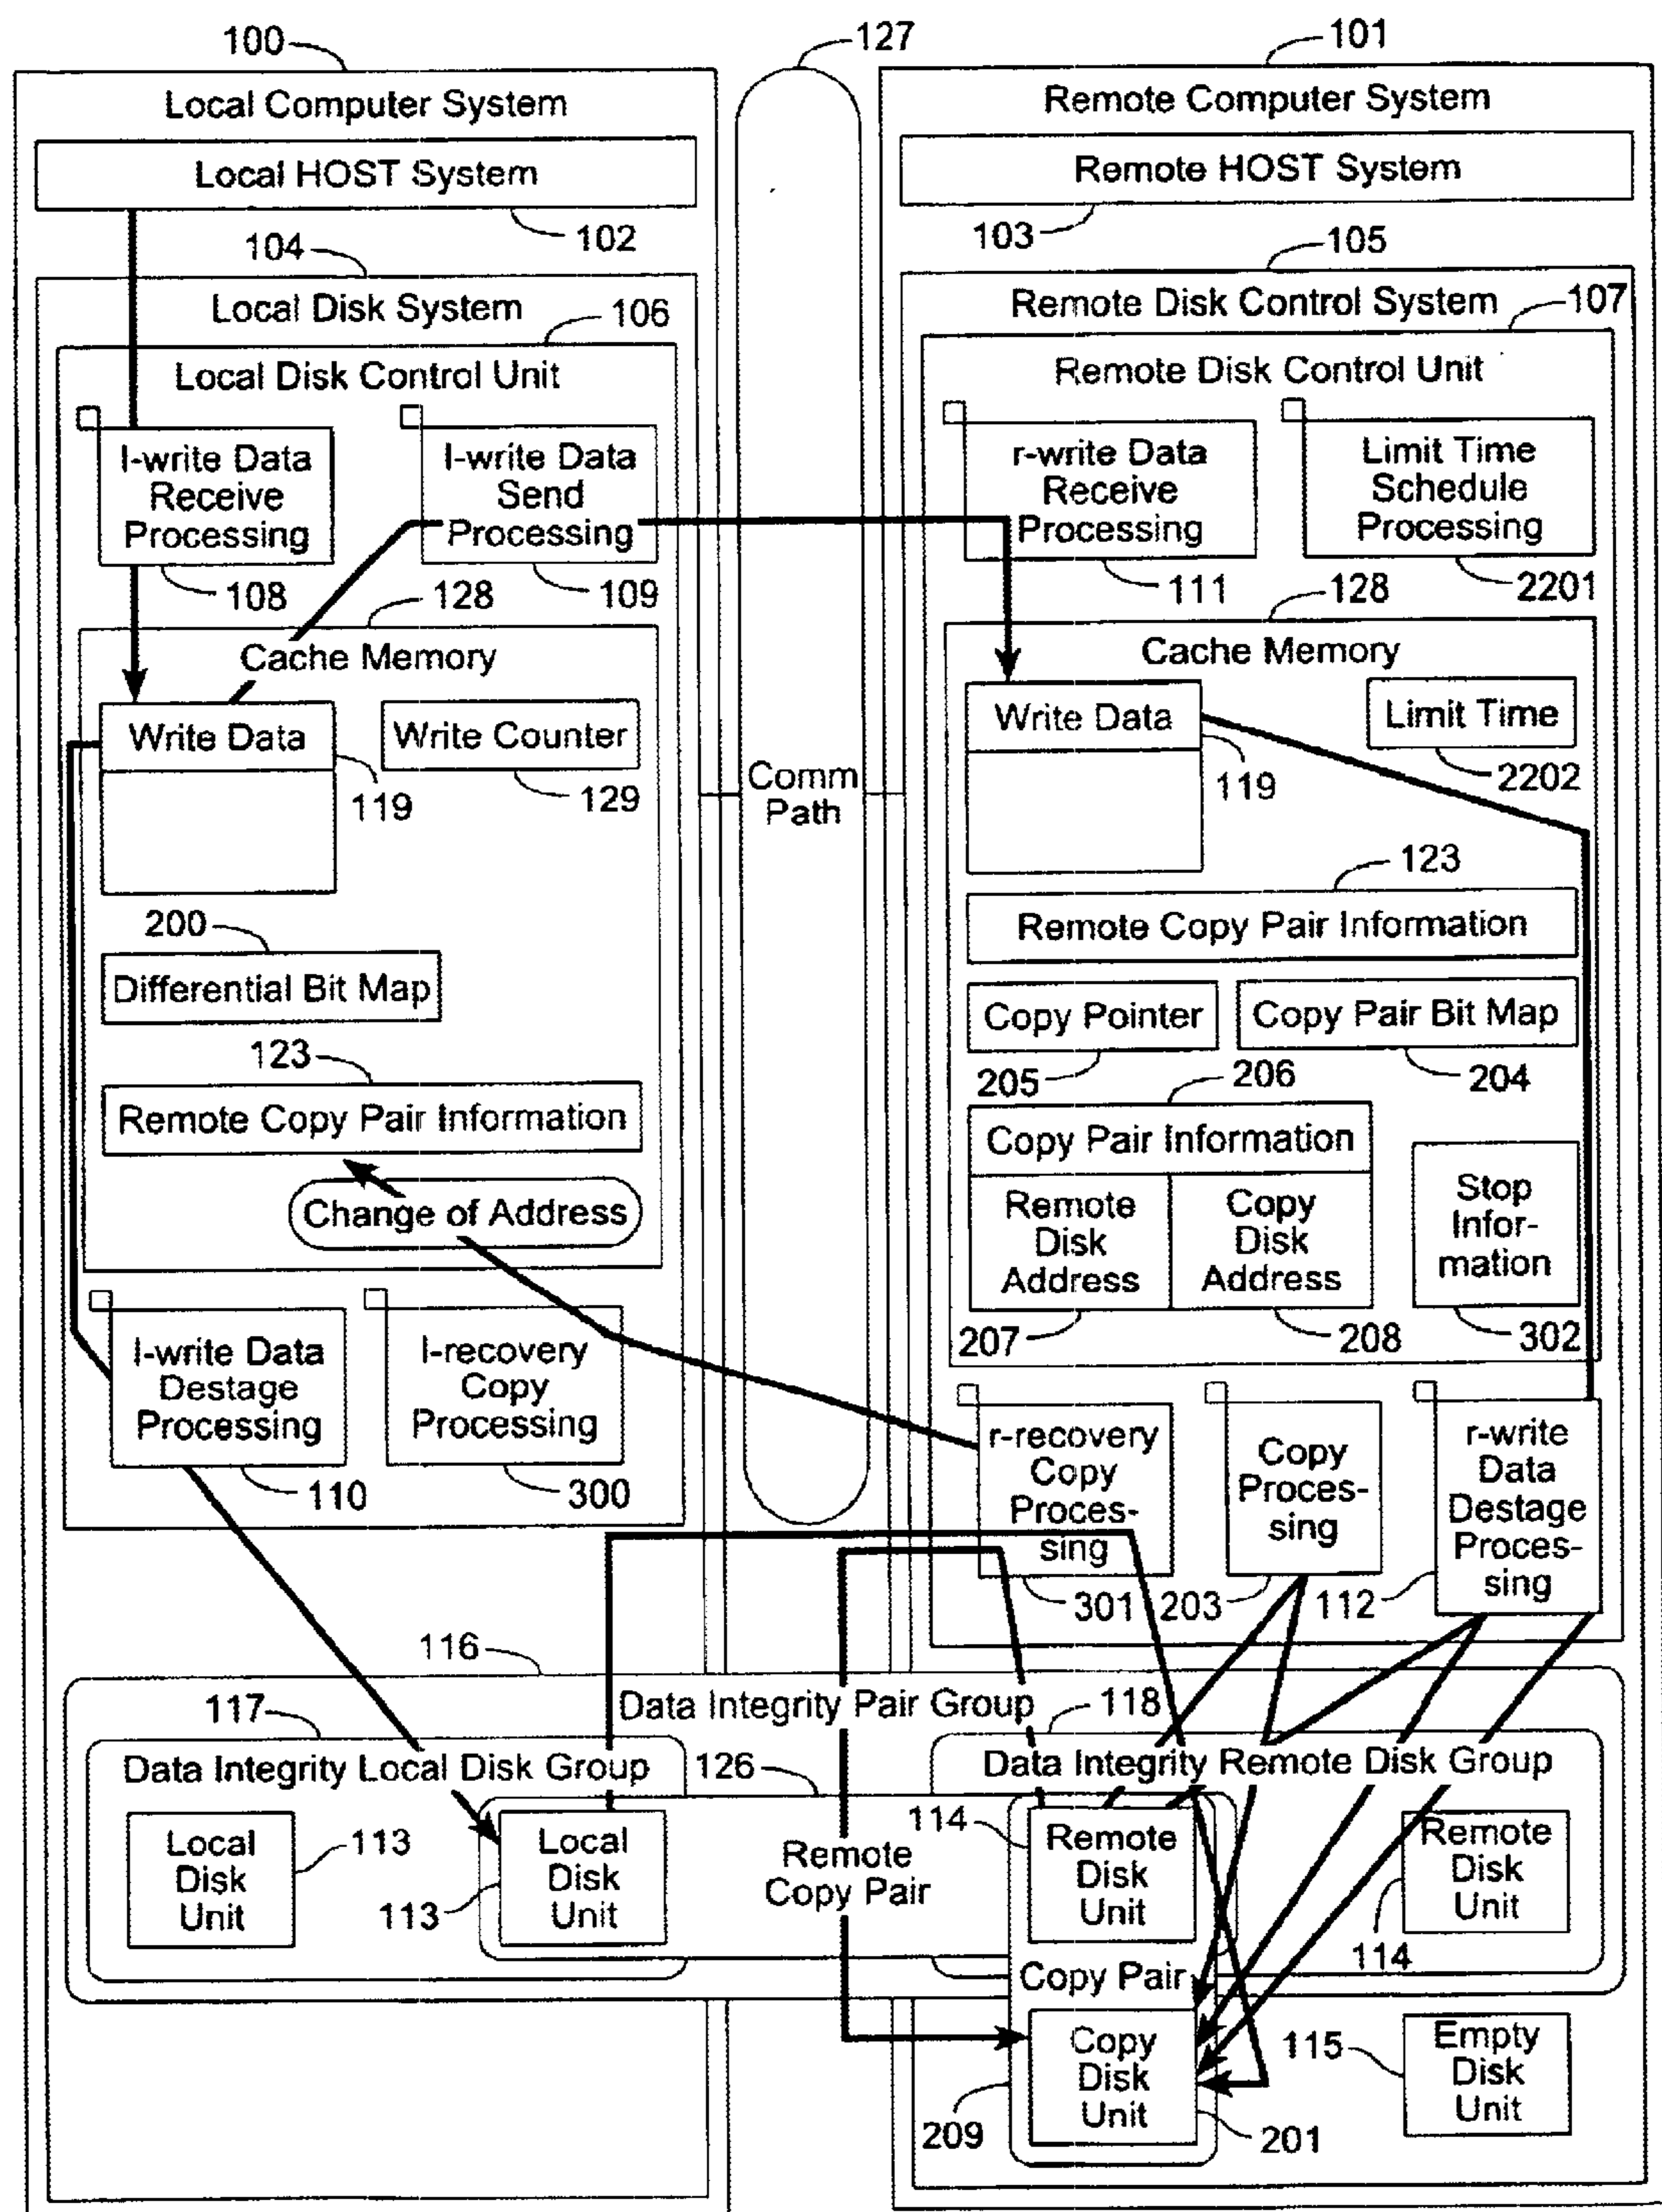 100
127
101
Local Computer System
Remote Computer System
Local HOST System
Remote HOST System
102
103
104
105
Local Disk System
Remote Disk Control System
106
107
Local Disk Control Unit
Remote Disk Control Unit
l-write Data
Receive
Processing
l-write Data
Send
Processing
r-write Data
Receive
Processing
Limit Time
Schedule
Processing
108
128
109
111
128
2201
Cache Memory
Cache Memory
Write Data
Write Counter
Write Data
Limit Time
119
129
Comm
Path
119
2202
123
200
Remote Copy Pair Information
Differential Bit Map
Copy Pointer
Copy Pair Bit Map
123
205
206
204
Remote Copy Pair Information
Copy Pair Information
Change of Address
Remote
Disk
Address
Copy
Disk
Address
Stop
Infor-
mation
207
208
302
l-write Data
Destage
Processing
l-recovery
Copy
Processing
r-recovery
Copy
Proces-
sing
Copy
Proces-
sing
r-write
Data
Destage
Proces-
sing
110
300
301
203
112
116
Data Integrity Pair Group
117
118
Data Integrity Local Disk Group
126
Data Integrity Remote Disk Group
Local
Disk
Unit
113
113
Local
Disk
Unit
Remote
Copy Pair
114
Remote
Disk
Unit
Remote
Disk
Unit
114
Copy Pair
Copy
Disk
Unit
209
201
115
Empty
Disk
Unit